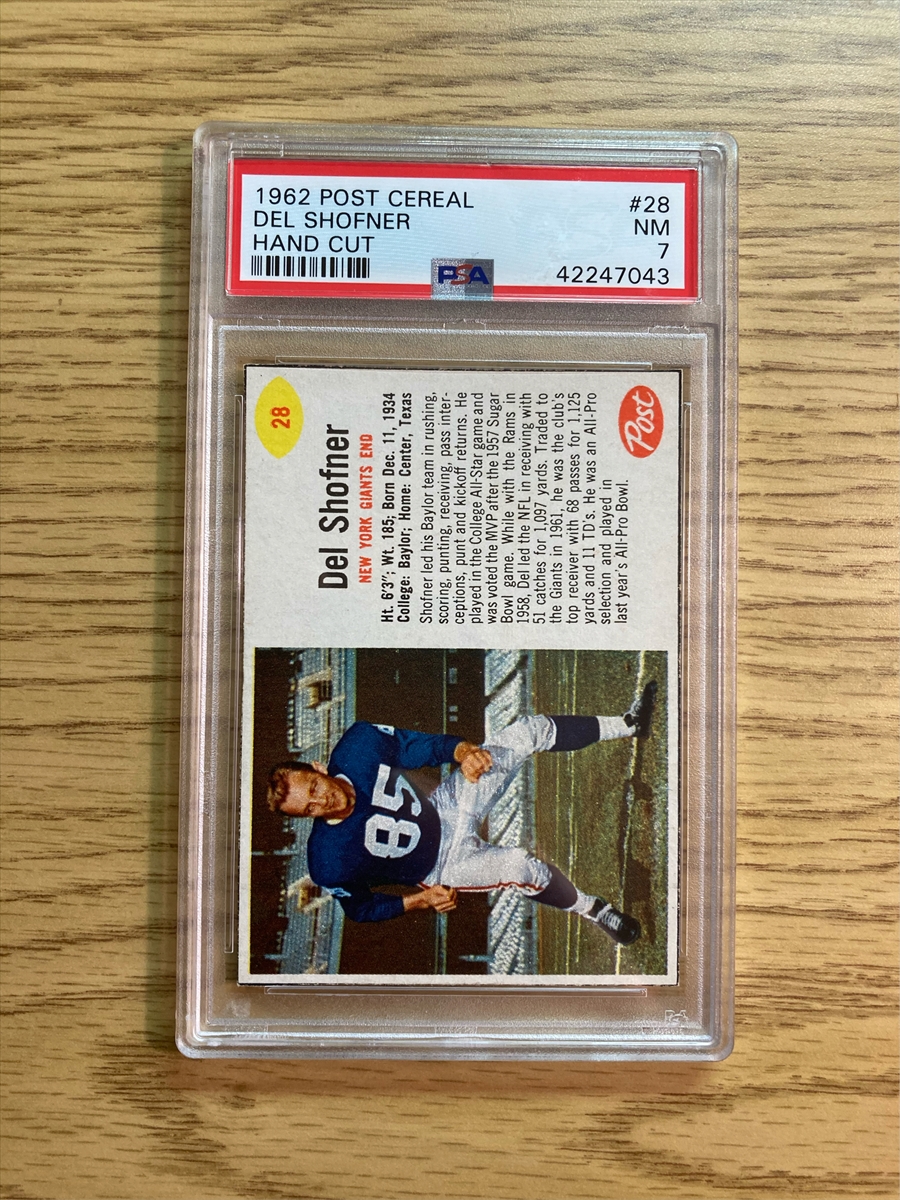 1962 POST CEREAL
DEL SHOFNER
HAND CUT
#28
NM
7
42247043
PSA
28
Del Shofner
NEW YORK GIANTS END
Ht. 6'3"; Wt. 185; Born Dec. 11, 1934
College: Baylor; Home: Center, Texas
Shofner led his Baylor team in rushing,
scoring, punting, receiving, pass inter-
ceptions, punt and kickoff returns. He
played in the College All-Star game and
was voted the MVP after the 1957 Sugar
Bowl game. While with the Rams in
1958, Del led the NFL in receiving with
51 catches for 1,097 yards. Traded to
the Giants in 1961, he was the club's
top receiver with 68 passes for 1,125
yards and 11 TD's. He was an All-Pro
selection and played in
last year's All-Pro Bowl.
Post
85